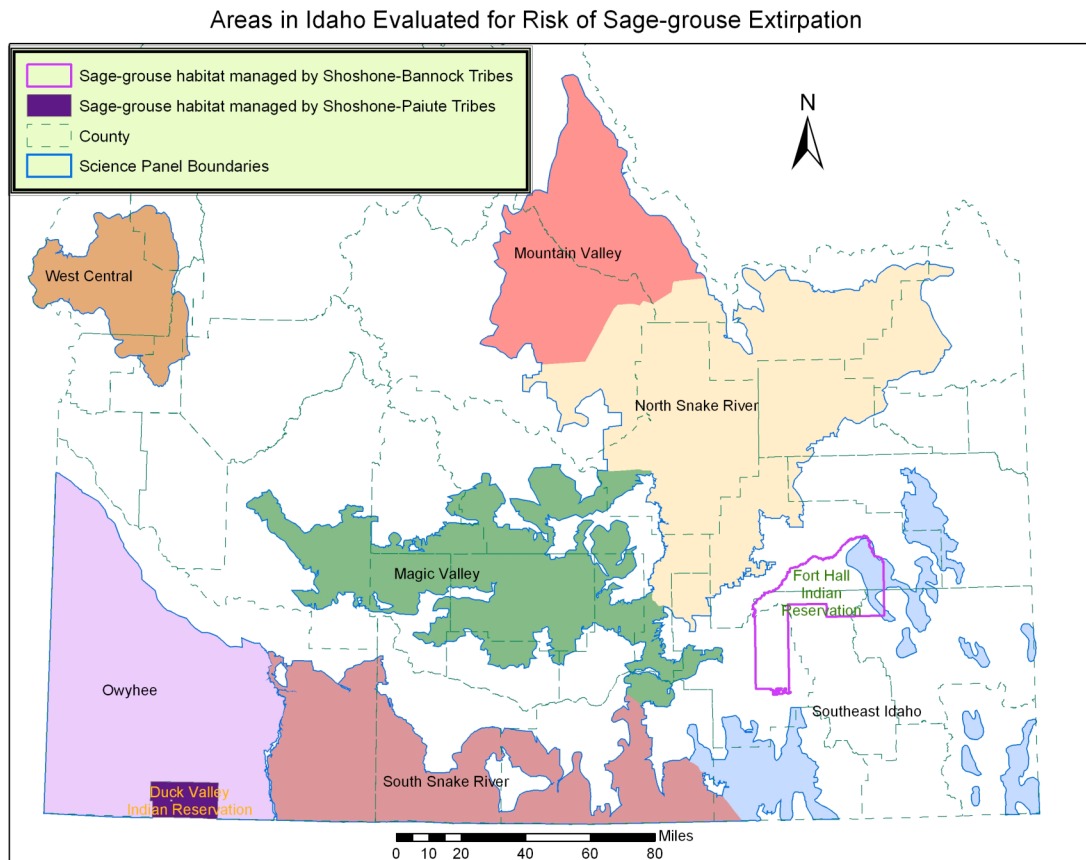 Areas in Idaho Evaluated for Risk of Sage-grouse Extirpation
Sage-grouse habitat managed by Shoshone-Bannock Tribes
Sage-grouse habitat managed by Shoshone-Paiute Tribes
County
Science Panel Boundaries
N
Mountain Valley
West Central
North Snake River
Magic Valley
Fort Hall
Indian
Reservation
Owyhee
Southeast Idaho
South Snake River
Duck Valley
Indian Reservation
Miles
0 10 20 40 60 80